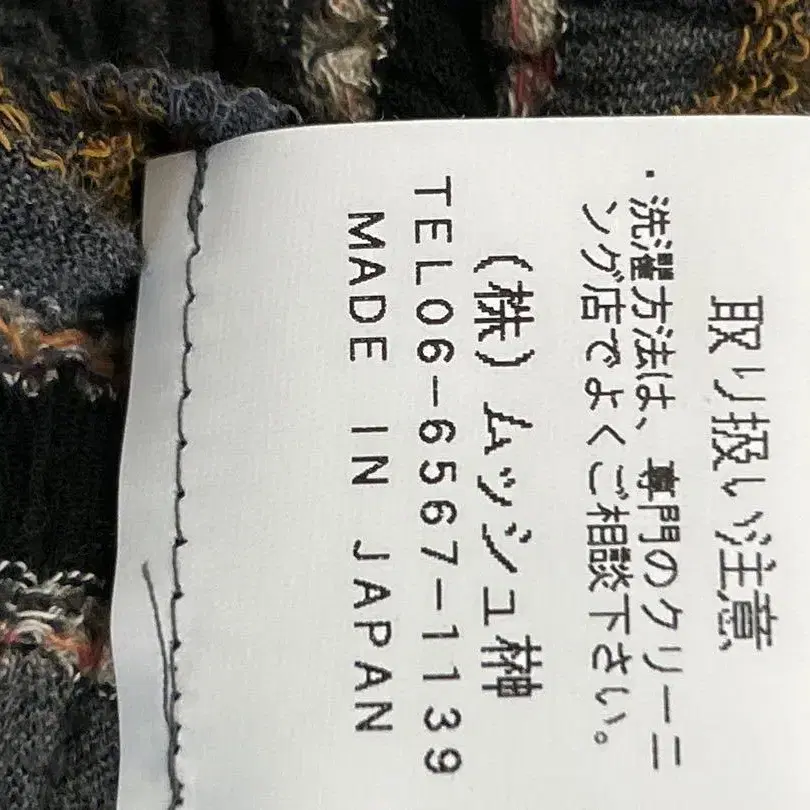 取り扱い注意
・洗濯方法は、専門のクリーニ
ング店でよくご相談下さい。
(株)ムッシュ榊
TEL06-6567-1139
MADE IN JAPAN